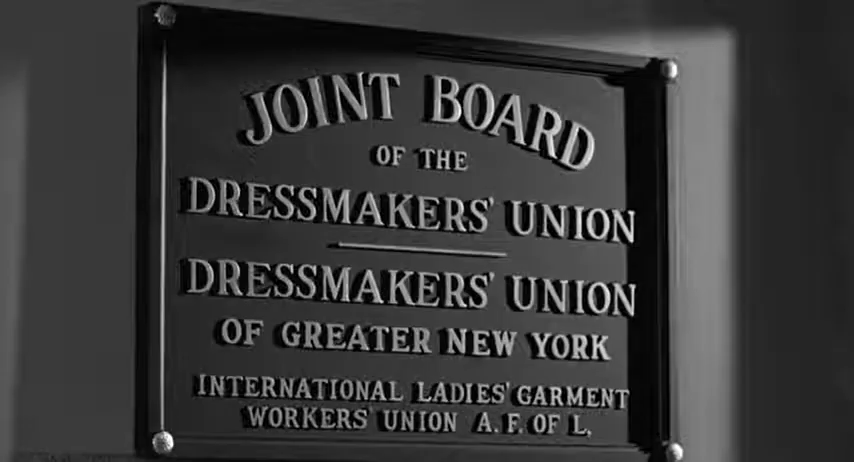 JOINT BOARD
OF THE
DRESSMAKERS' UNION
DRESSMAKERS' UNION
OF GREATER NEW YORK
INTERNATIONAL LADIES' GARMENT
WORKERS' UNION A. F. OF L.